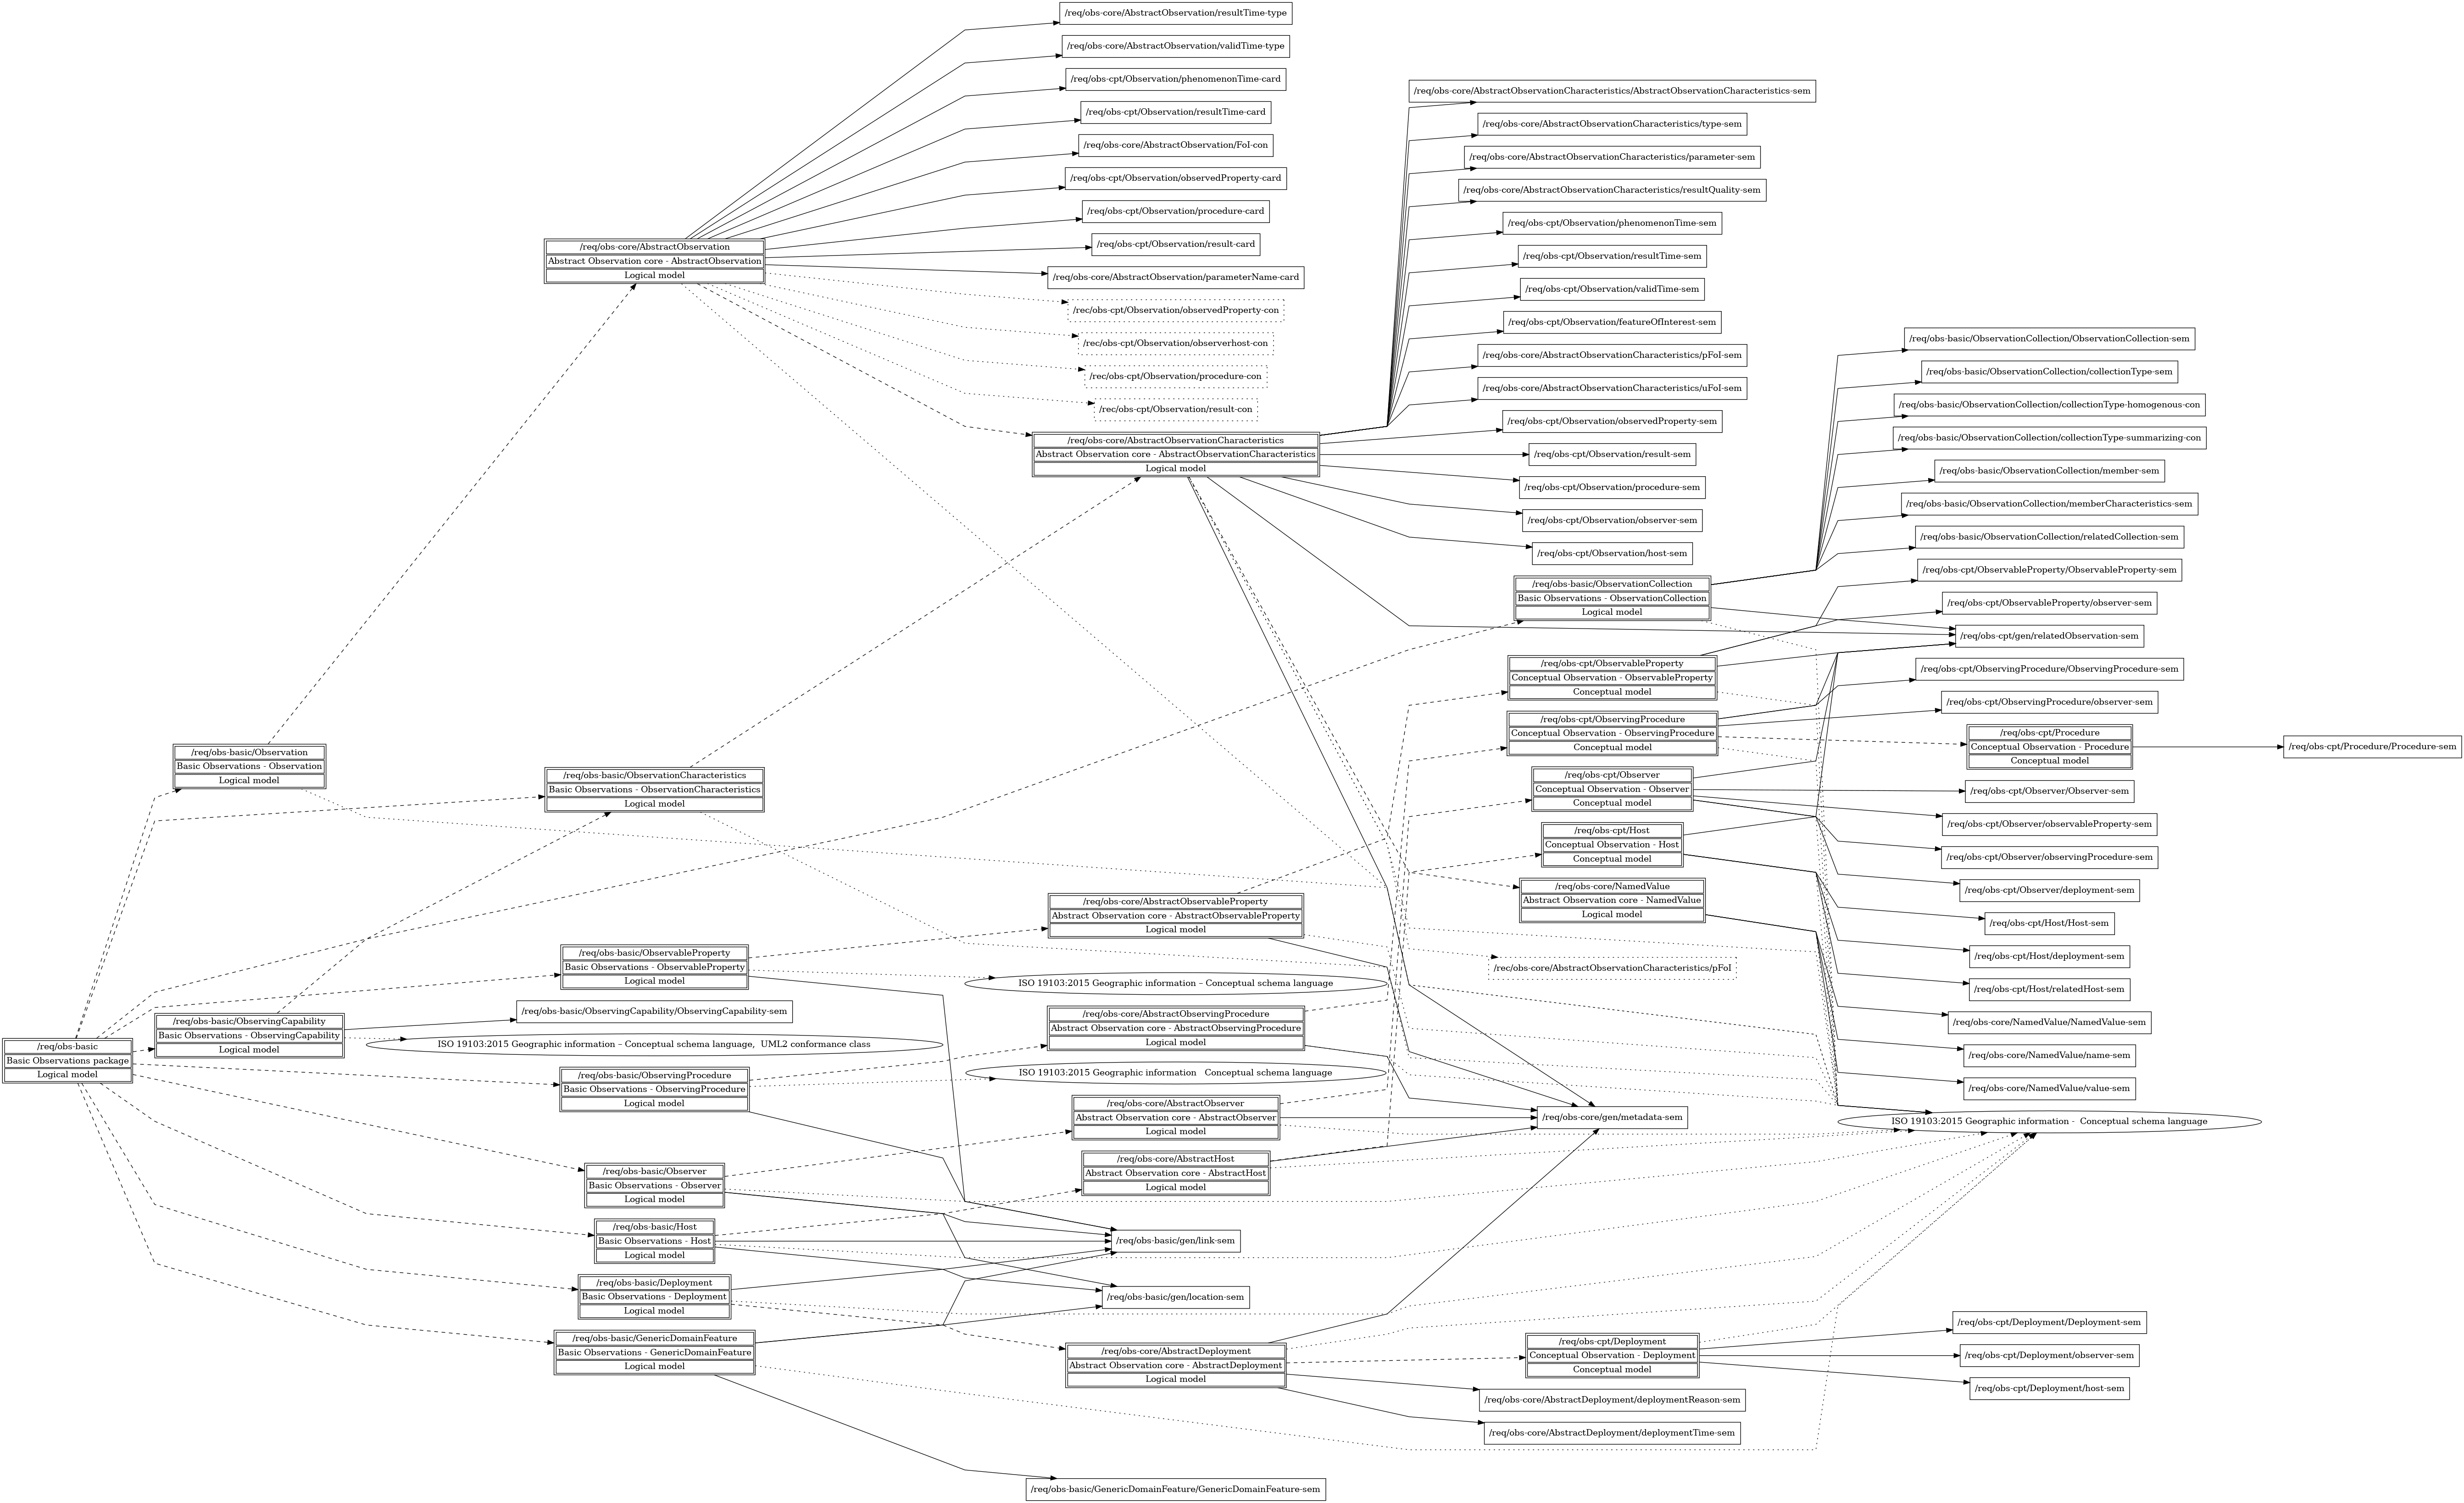 /req/obs-core/AbstractObservation/resultTime-type
/req/obs-core/AbstractObservation/validTime-type
/req/obs-cpt/Observation/phenomenonTime-card
/req/obs-cpt/Observation/resultTime-card
/req/obs-core/AbstractObservation/FoI-con
/req/obs-cpt/Observation/observedProperty-card
/req/obs-cpt/Observation/procedure-card
/req/obs-cpt/Observation/result-card
/req/obs-core/AbstractObservation/parameterName-card
/rec/obs-cpt/Observation/observedProperty-con
/rec/obs-cpt/Observation/observerhost-con
/rec/obs-cpt/Observation/procedure-con
/rec/obs-cpt/Observation/result-con
/req/obs-core/AbstractObservation
Abstract Observation core - AbstractObservation
Logical model
/req/obs-core/AbstractObservationCharacteristics
Abstract Observation core - AbstractObservationCharacteristics
Logical model
/req/obs-core/AbstractObservationCharacteristics/AbstractObservationCharacteristics-sem
/req/obs-core/AbstractObservationCharacteristics/type-sem
/req/obs-core/AbstractObservationCharacteristics/parameter-sem
/req/obs-core/AbstractObservationCharacteristics/resultQuality-sem
/req/obs-cpt/Observation/phenomenonTime-sem
/req/obs-cpt/Observation/resultTime-sem
/req/obs-cpt/Observation/validTime-sem
/req/obs-cpt/Observation/featureOfInterest-sem
/req/obs-core/AbstractObservationCharacteristics/pFoI-sem
/req/obs-core/AbstractObservationCharacteristics/uFoI-sem
/req/obs-cpt/Observation/observedProperty-sem
/req/obs-cpt/Observation/result-sem
/req/obs-cpt/Observation/procedure-sem
/req/obs-cpt/Observation/observer-sem
/req/obs-cpt/Observation/host-sem
/req/obs-basic/ObservationCollection
Basic Observations - ObservationCollection
Logical model
/req/obs-basic/ObservationCollection/ObservationCollection-sem
/req/obs-basic/ObservationCollection/collectionType-sem
/req/obs-basic/ObservationCollection/collectionType-homogenous-con
/req/obs-basic/ObservationCollection/collectionType-summarizing-con
/req/obs-basic/ObservationCollection/member-sem
/req/obs-basic/ObservationCollection/memberCharacteristics-sem
/req/obs-basic/ObservationCollection/relatedCollection-sem
/req/obs-cpt/ObservableProperty/ObservableProperty-sem
/req/obs-cpt/ObservableProperty/observer-sem
/req/obs-cpt/gen/relatedObservation-sem
/req/obs-cpt/ObservingProcedure/ObservingProcedure-sem
/req/obs-cpt/ObservingProcedure/observer-sem
/req/obs-cpt/ObservableProperty
Conceptual Observation - ObservableProperty
Conceptual model
/req/obs-cpt/ObservingProcedure
Conceptual Observation - ObservingProcedure
Conceptual model
/req/obs-cpt/Procedure
Conceptual Observation - Procedure
Conceptual model
/req/obs-cpt/Procedure/Procedure-sem
/req/obs-cpt/Observer
Conceptual Observation - Observer
Conceptual model
/req/obs-cpt/Observer/Observer-sem
/req/obs-cpt/Observer/observableProperty-sem
/req/obs-cpt/Observer/observingProcedure-sem
/req/obs-cpt/Observer/deployment-sem
/req/obs-cpt/Host
Conceptual Observation - Host
Conceptual model
/req/obs-cpt/Host/Host-sem
/req/obs-cpt/Host/deployment-sem
/req/obs-cpt/Host/relatedHost-sem
/req/obs-core/NamedValue
Abstract Observation core - NamedValue
Logical model
/req/obs-core/NamedValue/NamedValue-sem
/req/obs-core/NamedValue/name-sem
/req/obs-core/NamedValue/value-sem
/req/obs-basic/Observation
Basic Observations - Observation
Logical model
/req/obs-basic/ObservationCharacteristics
Basic Observations - ObservationCharacteristics
Logical model
/req/obs-core/AbstractObservableProperty
Abstract Observation core - AbstractObservableProperty
Logical model
/rec/obs-core/AbstractObservationCharacteristics/pFoI
/req/obs-basic/ObservableProperty
Basic Observations - ObservableProperty
Logical model
ISO 19103:2015 Geographic information – Conceptual schema language
/req/obs-basic/ObservingCapability/ObservingCapability-sem
/req/obs-basic/ObservingCapability
Basic Observations - ObservingCapability
Logical model
ISO 19103:2015 Geographic information – Conceptual schema language,  UML2 conformance class
/req/obs-core/AbstractObservingProcedure
Abstract Observation core - AbstractObservingProcedure
Logical model
/req/obs-basic
Basic Observations package
Logical model
/req/obs-basic/ObservingProcedure
Basic Observations - ObservingProcedure
Logical model
ISO 19103:2015 Geographic information   Conceptual schema language
/req/obs-core/AbstractObserver
Abstract Observation core - AbstractObserver
Logical model
/req/obs-core/gen/metadata-sem
ISO 19103:2015 Geographic information -  Conceptual schema language
/req/obs-core/AbstractHost
Abstract Observation core - AbstractHost
Logical model
/req/obs-basic/Observer
Basic Observations - Observer
Logical model
/req/obs-basic/Host
Basic Observations - Host
Logical model
/req/obs-basic/gen/link-sem
/req/obs-basic/Deployment
Basic Observations - Deployment
Logical model
/req/obs-basic/gen/location-sem
/req/obs-basic/GenericDomainFeature
Basic Observations - GenericDomainFeature
Logical model
/req/obs-core/AbstractDeployment
Abstract Observation core - AbstractDeployment
Logical model
/req/obs-cpt/Deployment
Conceptual Observation - Deployment
Conceptual model
/req/obs-cpt/Deployment/Deployment-sem
/req/obs-cpt/Deployment/observer-sem
/req/obs-cpt/Deployment/host-sem
/req/obs-core/AbstractDeployment/deploymentReason-sem
/req/obs-core/AbstractDeployment/deploymentTime-sem
/req/obs-basic/GenericDomainFeature/GenericDomainFeature-sem